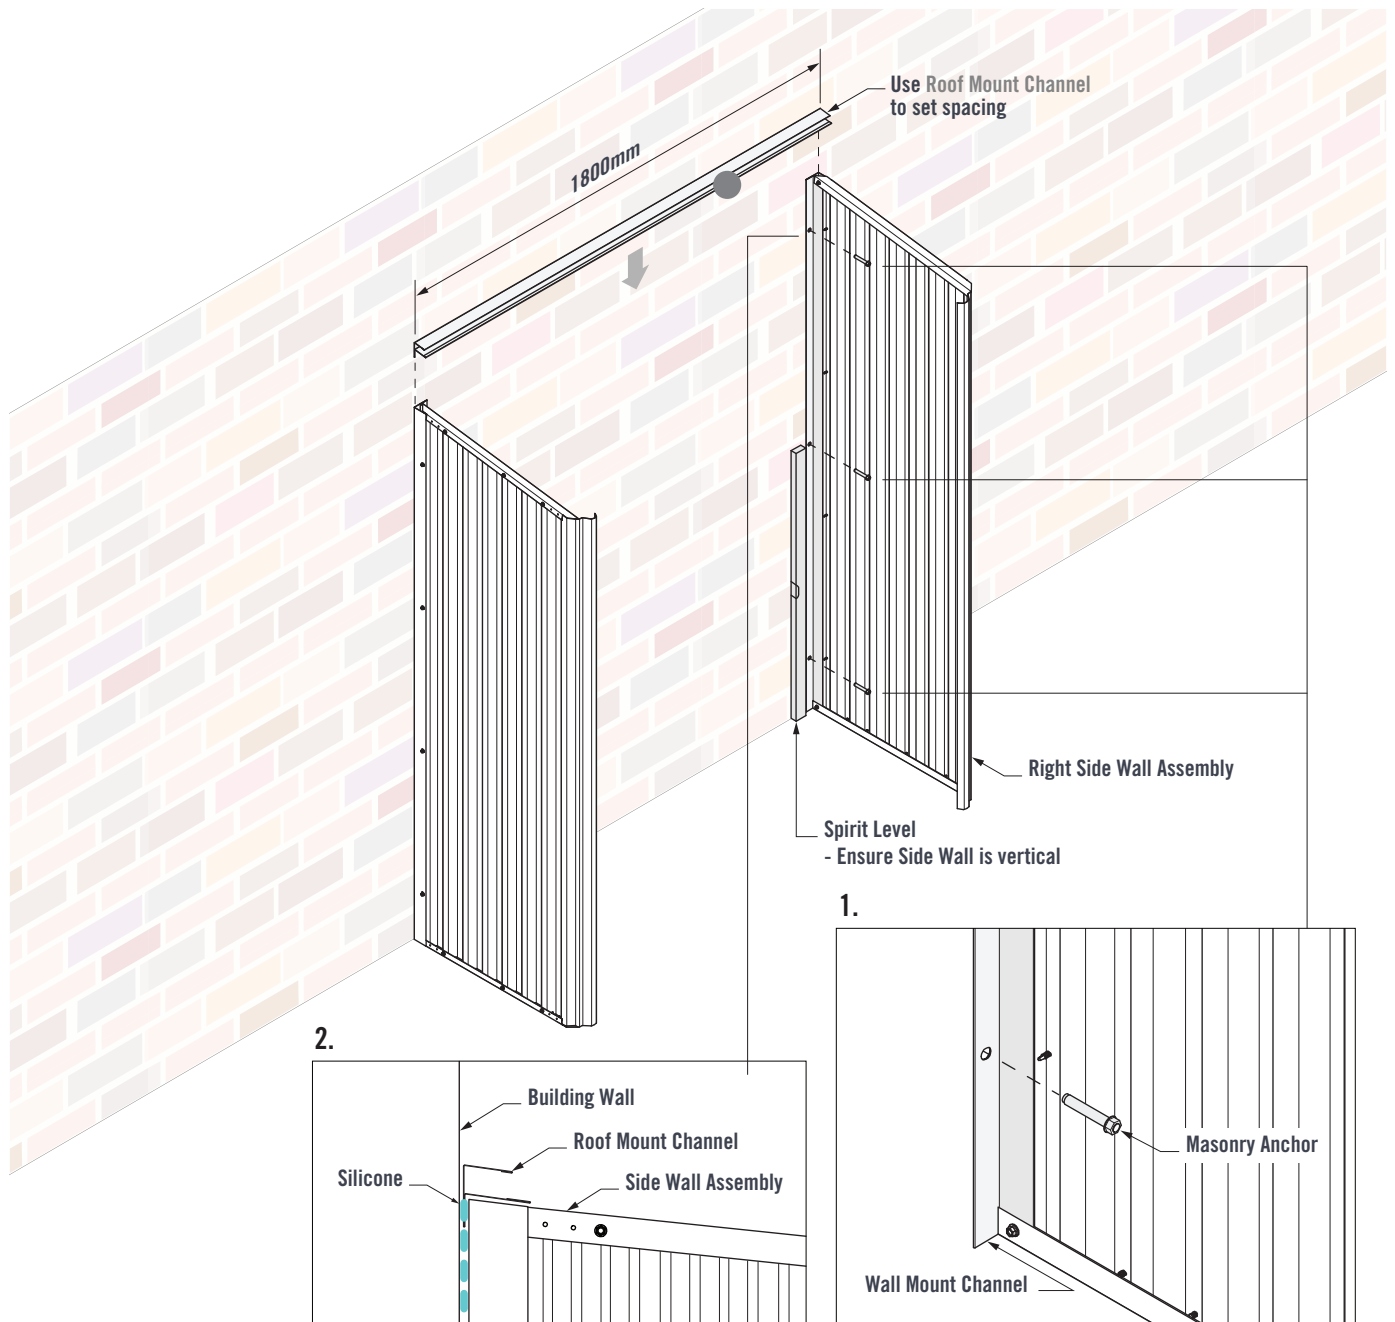 Use Roof Mount Channel
to set spacing
1800mm
Right Side Wall Assembly
Spirit Level
- Ensure Side Wall is vertical
1.
2.
Building Wall
Roof Mount Channel
Silicone
Side Wall Assembly
Masonry Anchor
Wall Mount Channel